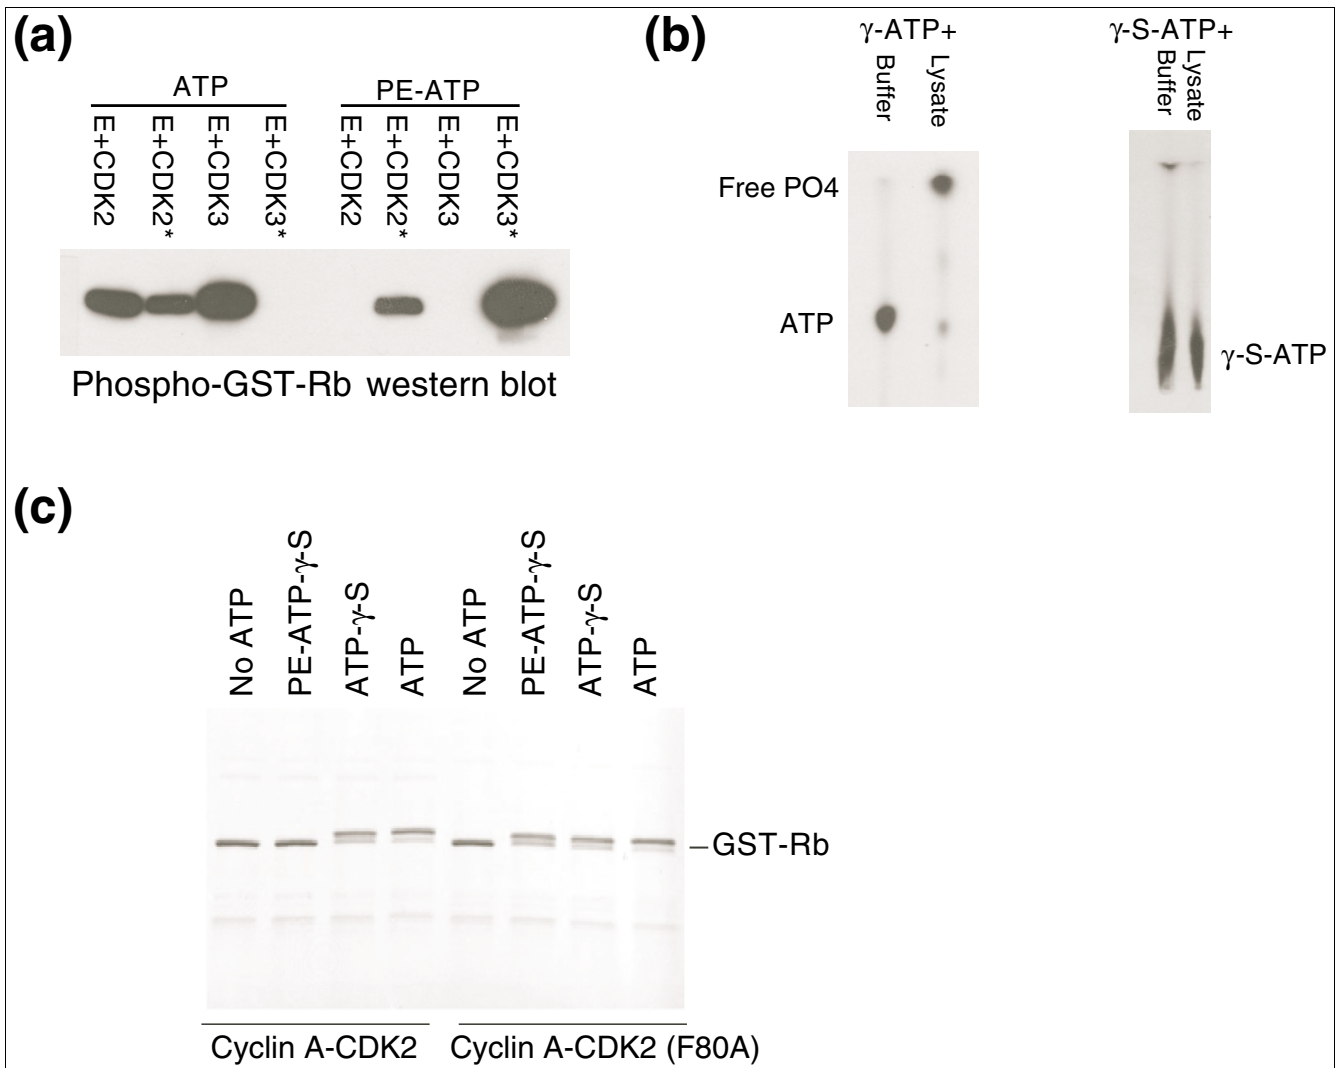 (a)
ATP
PE-ATP
E+CDK2
E+CDK2*
E+CDK3
E+CDK3*
E+CDK2
E+CDK2*
E+CDK3
E+CDK3*
Phospho-GST-Rb western blot
(b)
γ-ATP+
γ-S-ATP+
Buffer
Lysate
Buffer
Lysate
Free PO4
ATP
γ-S-ATP
(c)
No ATP
PE-ATP-γ-S
ATP-γ-S
ATP
No ATP
PE-ATP-γ-S
ATP-γ-S
ATP
GST-Rb
Cyclin A-CDK2
Cyclin A-CDK2 (F80A)